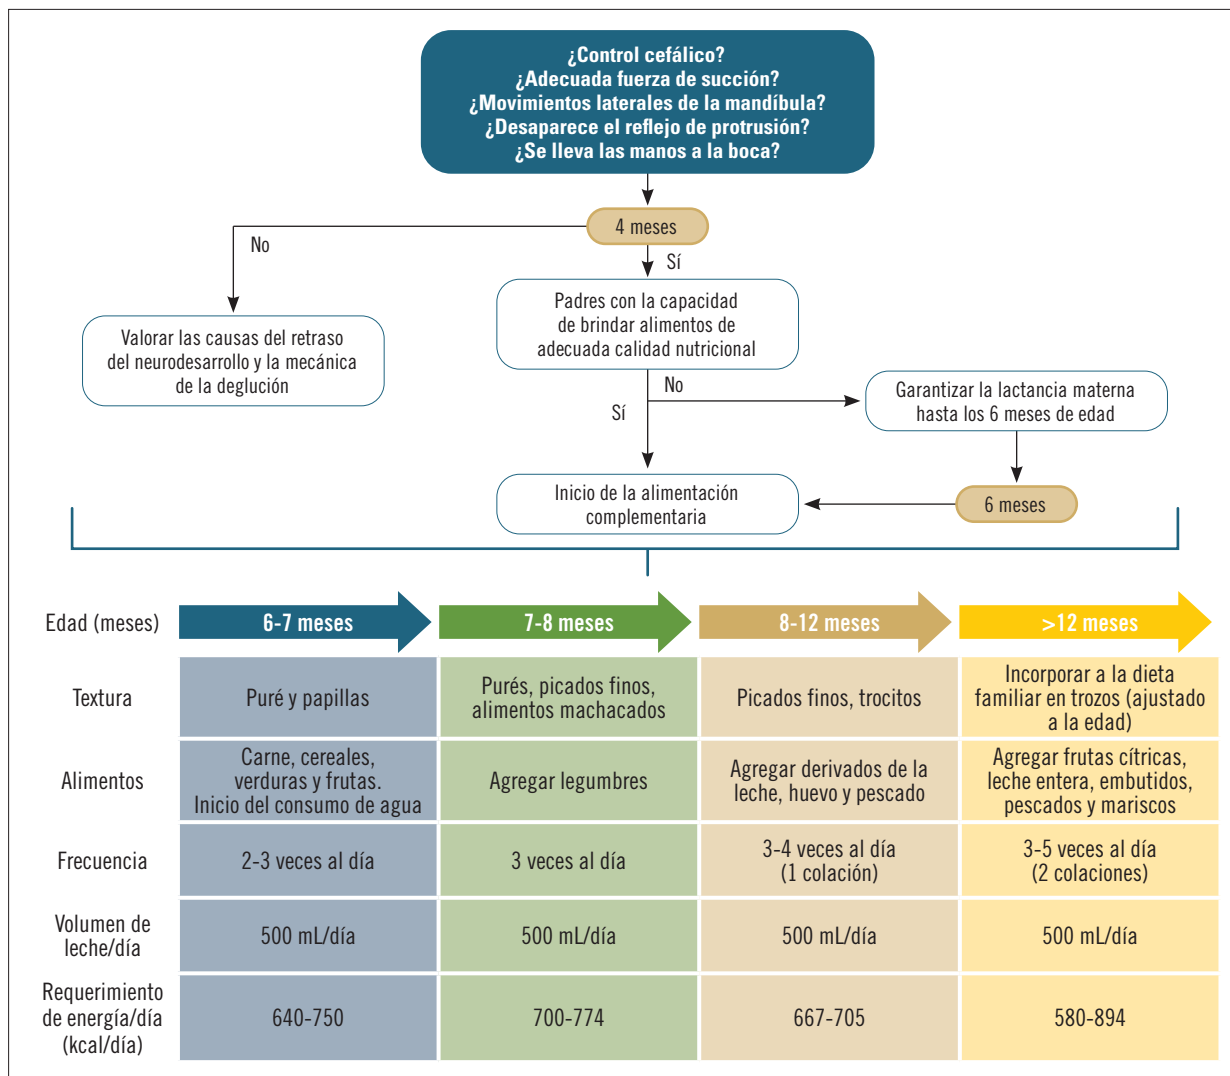 ¿Control cefálico?
¿Adecuada fuerza de succión?
¿Movimientos laterales de la mandíbula?
¿Desaparece el reflejo de protrusión?
¿Se lleva las manos a la boca?
4 meses
No
Sí
Valorar las causas del retraso
del neurodesarrollo y la mecánica
de la deglución
Padres con la capacidad
de brindar alimentos de
adecuada calidad nutricional
No
Sí
Garantizar la lactancia materna
hasta los 6 meses de edad
Inicio de la alimentación
complementaria
6 meses
Edad (meses)
6-7 meses
7-8 meses
8-12 meses
>12 meses
Textura
Puré y papillas
Purés, picados finos,
alimentos machacados
Picados finos, trocitos
Incorporar a la dieta
familiar en trozos (ajustado
a la edad)
Alimentos
Carne, cereales,
verduras y frutas.
Inicio del consumo de agua
Agregar legumbres
Agregar derivados de la
leche, huevo y pescado
Agregar frutas cítricas,
leche entera, embutidos,
pescados y mariscos
Frecuencia
2-3 veces al día
3 veces al día
3-4 veces al día
(1 colación)
3-5 veces al día
(2 colaciones)
Volumen de
leche/día
500 mL/día
500 mL/día
500 mL/día
500 mL/día
Requerimiento
de energía/día
(kcal/día)
640-750
700-774
667-705
580-894